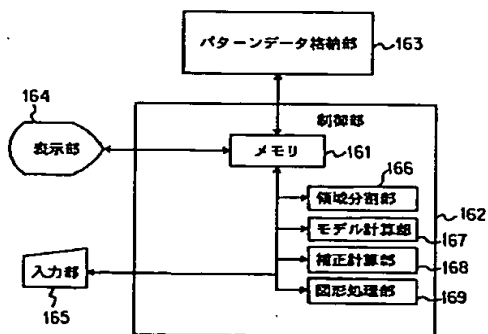 パターンデータ格納部
163
164
制御部
表示部
メモリ
161
166
領域分割部
162
モデル計算部
167
入力部
補正計算部
168
165
図形処理部
169